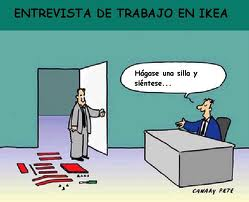 ENTREVISTA DE TRABAJO EN IKEA
Hágase una silla y
siéntese...
CANARY PETE